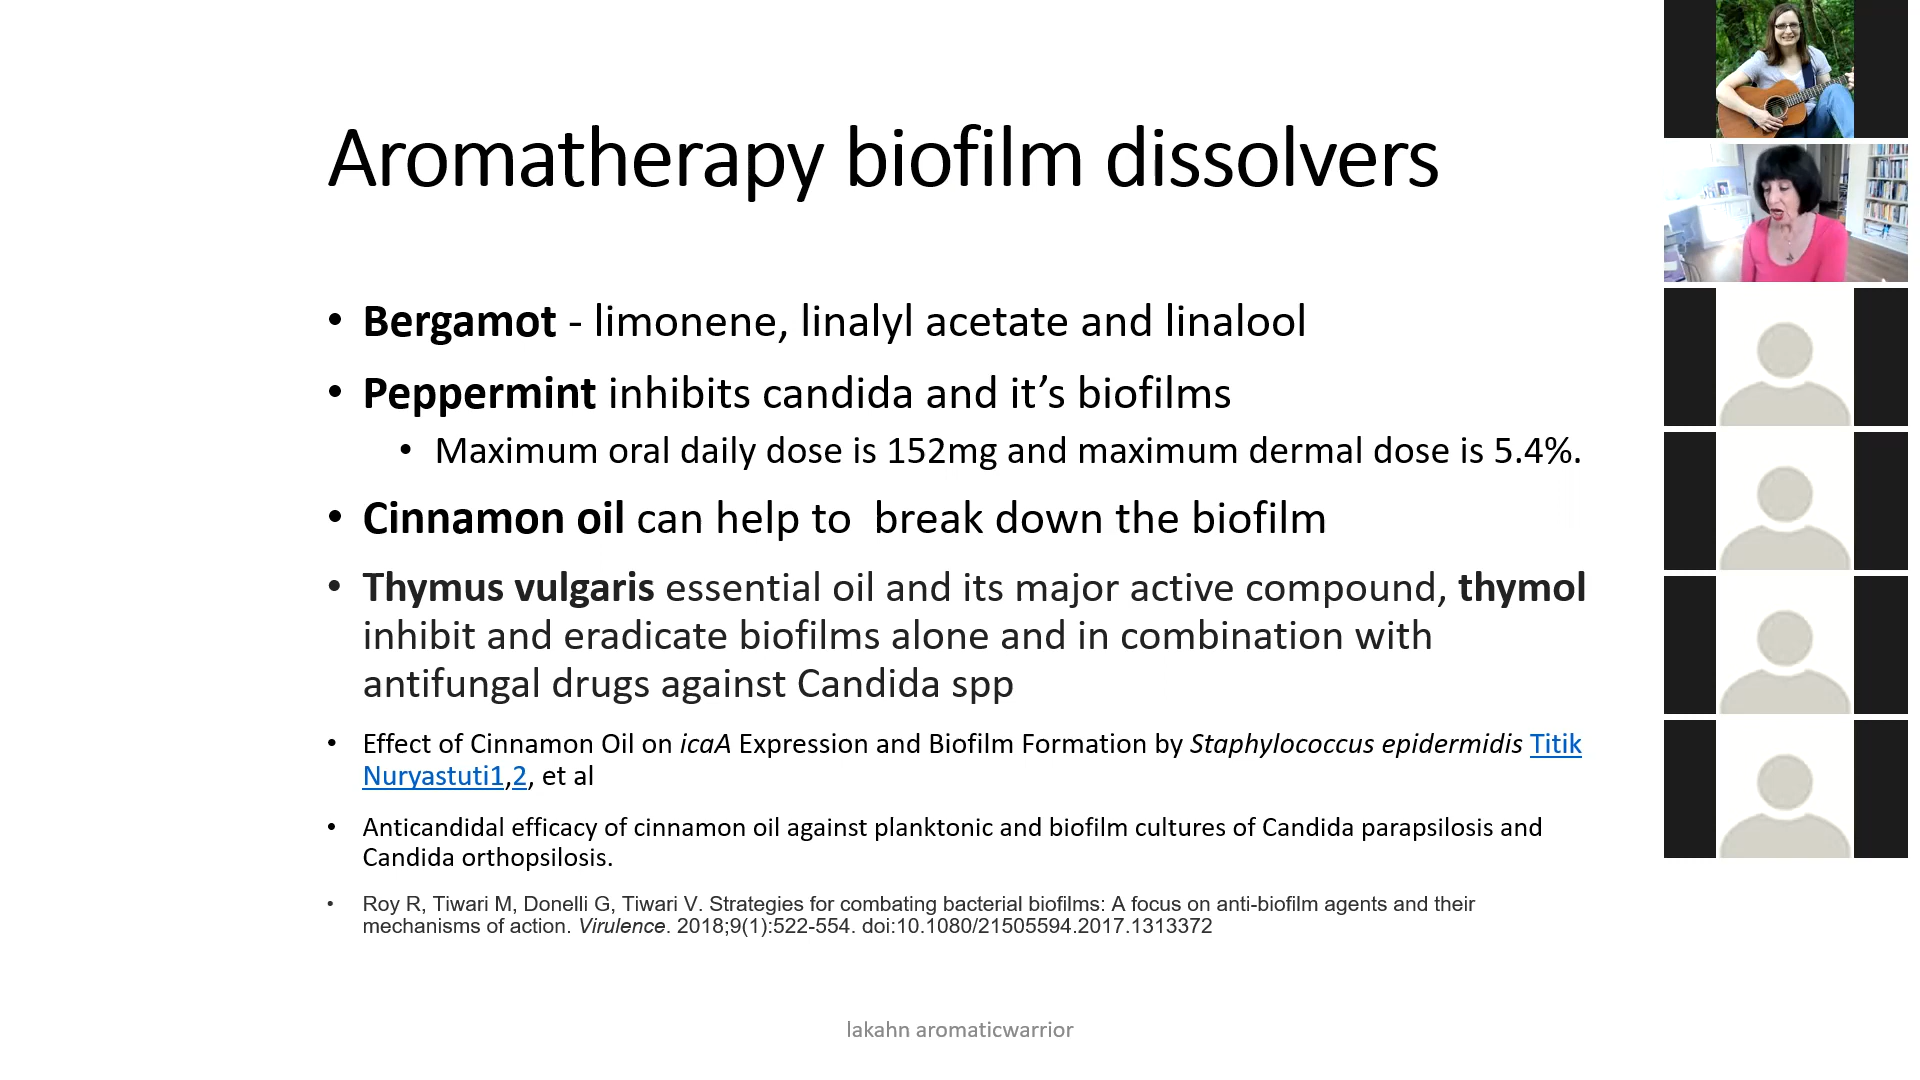 Aromatherapy biofilm dissolvers
• Bergamot - limonene, linalyl acetate and linalool
• Peppermint inhibits candida and it’s biofilms
• Maximum oral daily dose is 152mg and maximum dermal dose is 5.4%.
• Cinnamon oil can help to  break down the biofilm
• Thymus vulgaris essential oil and its major active compound, thymol
inhibit and eradicate biofilms alone and in combination with
antifungal drugs against Candida spp
• Effect of Cinnamon Oil on icaA Expression and Biofilm Formation by Staphylococcus epidermidis Titik
Nuryastuti1,2, et al
• Anticandidal efficacy of cinnamon oil against planktonic and biofilm cultures of Candida parapsilosis and
Candida orthopsilosis.
• Roy R, Tiwari M, Donelli G, Tiwari V. Strategies for combating bacterial biofilms: A focus on anti-biofilm agents and their
mechanisms of action. Virulence. 2018;9(1):522-554. doi:10.1080/21505594.2017.1313372
lakahn aromaticwarrior